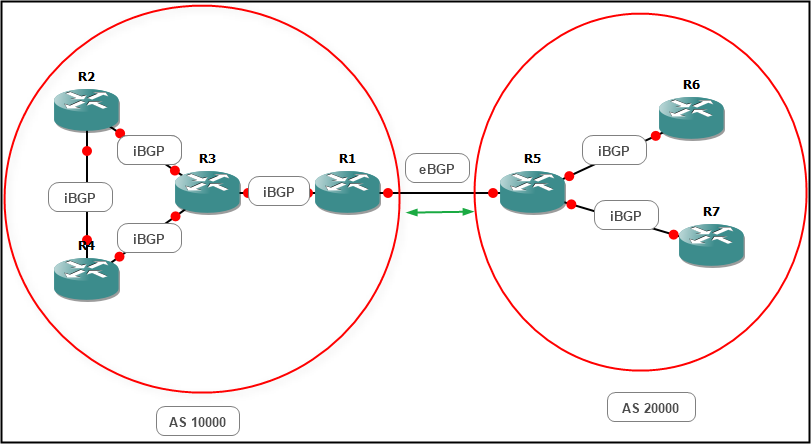 R2
R6
iBGP
iBGP
R3
R1
eBGP
R5
iBGP
iBGP
iBGP
iBGP
R7
R4
AS 10000
AS 20000